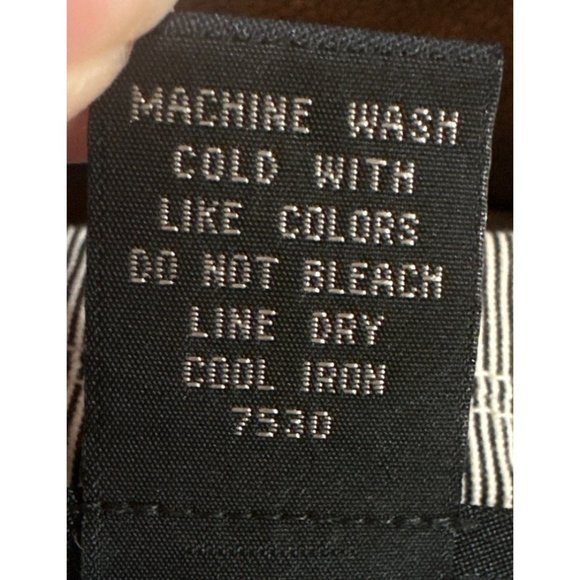 MACHINE WASH
COLD WITH
LIKE COLORS
DO NOT BLEACH
LINE DRY
COOL IRON
7530